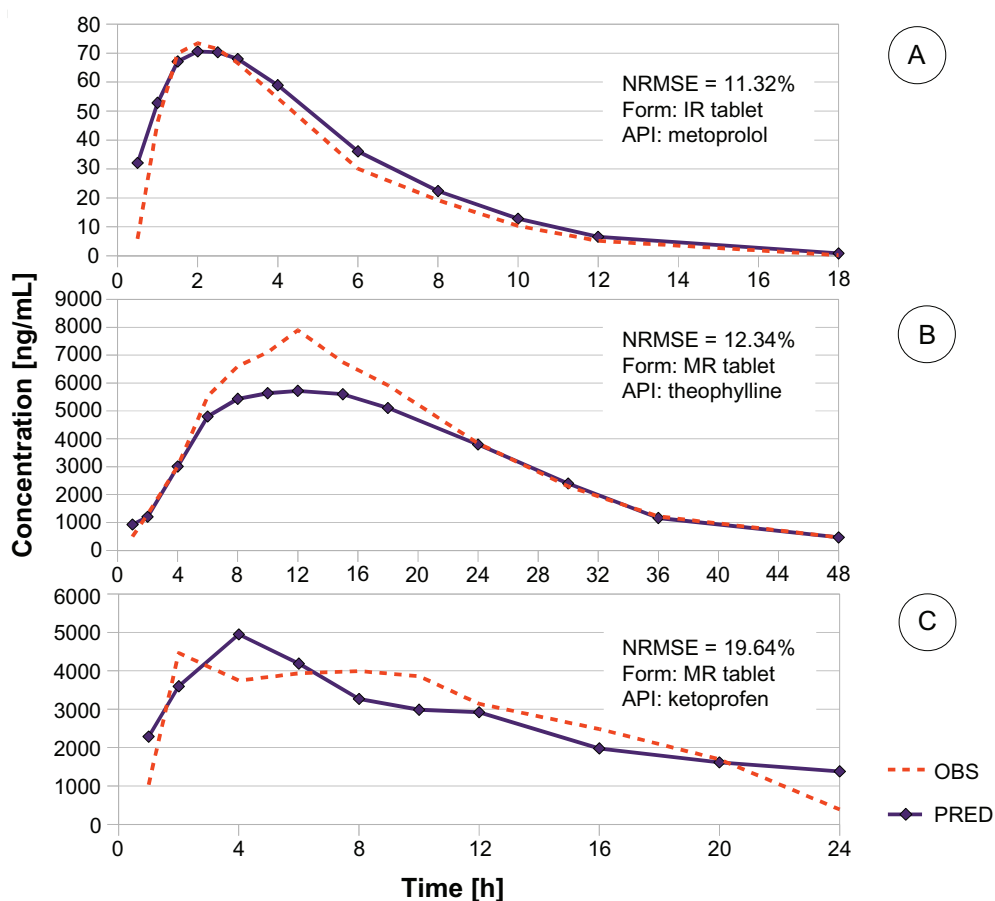 80
70
60
50
40
30
20
10
0
0 2 4 6 8 10 12 14 16 18
NRMSE = 11.32%
Form: IR tablet
API: metoprolol
A
9000
8000
7000
6000
5000
4000
3000
2000
1000
0
0 4 8 12 16 20 24 28 32 36 40 44 48
NRMSE = 12.34%
Form: MR tablet
API: theophylline
B
6000
5000
4000
3000
2000
1000
0
0 4 8 12 16 20 24
NRMSE = 19.64%
Form: MR tablet
API: ketoprofen
C
Concentration [ng/mL]
Time [h]
OBS
PRED